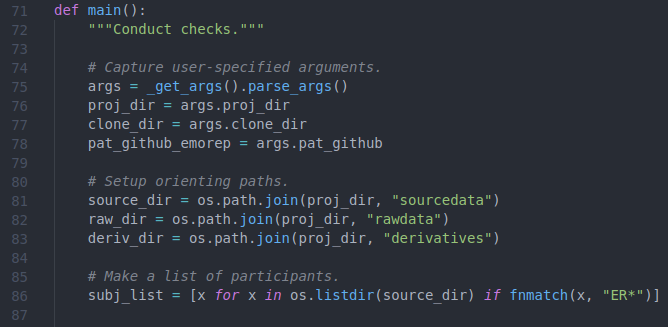 71 def main():
72     """Conduct checks."""
73
74     # Capture user-specified arguments.
75     args = _get_args().parse_args()
76     proj_dir = args.proj_dir
77     clone_dir = args.clone_dir
78     pat_github_emorep = args.pat_github
79
80     # Setup orienting paths.
81     source_dir = os.path.join(proj_dir, "sourcedata")
82     raw_dir = os.path.join(proj_dir, "rawdata")
83     deriv_dir = os.path.join(proj_dir, "derivatives")
84
85     # Make a list of participants.
86     subj_list = [x for x in os.listdir(source_dir) if fnmatch(x, "ER*")]
87